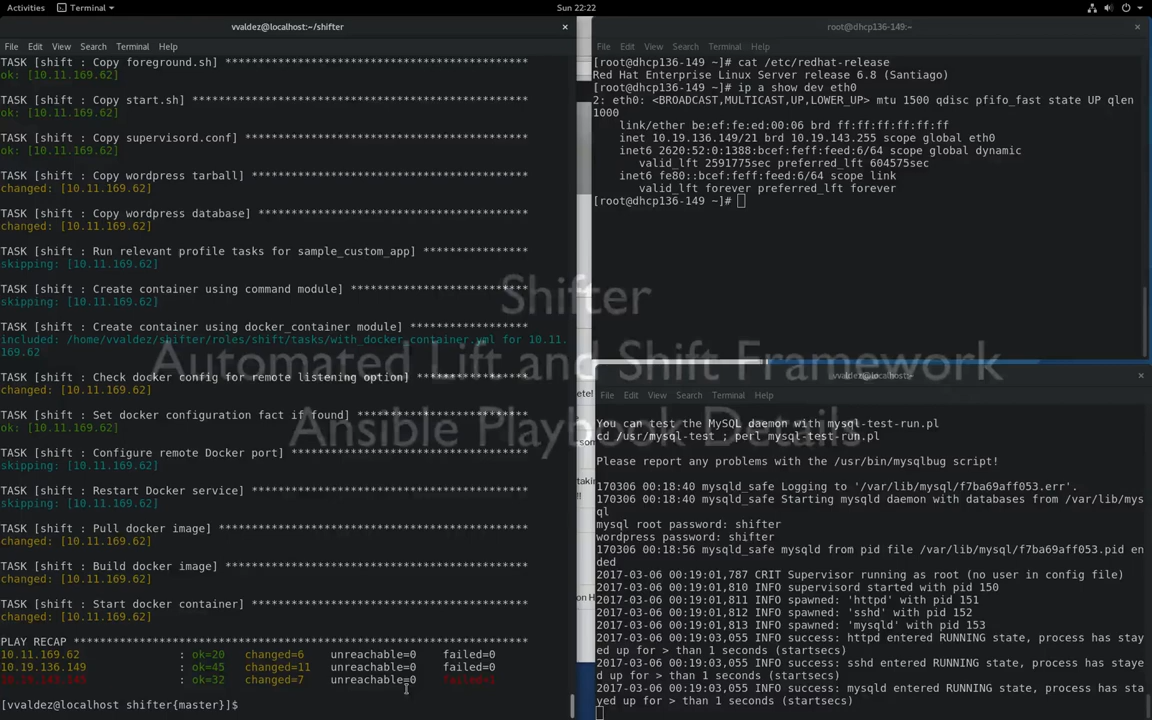 Activities Terminal Sun 22:22
vvaldez@localhost:~/shifter
File Edit View Search Terminal Help
TASK [shift : Copy foreground.sh] **********************************************
ok: [10.11.169.62]
TASK [shift : Copy start.sh] ***************************************************
ok: [10.11.169.62]
TASK [shift : Copy supervisord.conf] *******************************************
ok: [10.11.169.62]
TASK [shift : Copy wordpress tarball] ******************************************
changed: [10.11.169.62]
TASK [shift : Copy wordpress database] *****************************************
changed: [10.11.169.62]
TASK [shift : Run relevant profile tasks for sample_custom_app] ****************
skipping: [10.11.169.62]
TASK [shift : Create container using command module] ***************************
skipping: [10.11.169.62]
TASK [shift : Create container using docker_container module] ******************
included: /home/vvaldez/shifter/roles/shift/tasks/with_docker_container.yml for 10.11.
169.62
TASK [shift : Check docker config for remote listening option] *****************
changed: [10.11.169.62]
TASK [shift : Set docker configuration fact if found] **************************
ok: [10.11.169.62]
TASK [shift : Configure remote Docker port] ************************************
skipping: [10.11.169.62]
TASK [shift : Restart Docker service] ******************************************
skipping: [10.11.169.62]
TASK [shift : Pull docker image] ***********************************************
changed: [10.11.169.62]
TASK [shift : Build docker image] **********************************************
changed: [10.11.169.62]
TASK [shift : Start docker container] ******************************************
changed: [10.11.169.62]
PLAY RECAP *********************************************************************
10.11.169.62 : ok=20 changed=6 unreachable=0 failed=0
10.19.136.149 : ok=45 changed=11 unreachable=0 failed=0
: ok=32 changed=7 unreachable=0 failed=1
[vvaldez@localhost shifter{master}]$
root@dhcp136-149:~
File Edit View Search Terminal Help
[root@dhcp136-149 ~]# cat /etc/redhat-release
Red Hat Enterprise Linux Server release 6.8 (Santiago)
[root@dhcp136-149 ~]# ip a show dev eth0
2: eth0: <BROADCAST,MULTICAST,UP,LOWER_UP> mtu 1500 qdisc pfifo_fast state UP qlen
1000
link/ether be:ef:fe:ed:00:06 brd ff:ff:ff:ff:ff:ff
inet 10.19.136.149/21 brd 10.19.143.255 scope global eth0
inet6 2620:52:0:1388:bcef:feff:feed:6/64 scope global dynamic
valid_lft 2591775sec preferred_lft 604575sec
inet6 fe80::bcef:feff:feed:6/64 scope link
valid_lft forever preferred_lft forever
[root@dhcp136-149 ~]#
Shifter
Automated Lift and Shift Framework
Ansible Playbook Details
vvaldez@localhost:~
File Edit View Search Terminal Help
You can test the MySQL daemon with mysql-test-run.pl
cd /usr/mysql-test ; perl mysql-test-run.pl
Please report any problems with the /usr/bin/mysqlbug script!
170306 00:18:40 mysqld_safe Logging to '/var/lib/mysql/f7ba69aff053.err'.
170306 00:18:40 mysqld_safe Starting mysqld daemon with databases from /var/lib/mys
ql
mysql root password: shifter
wordpress password: shifter
170306 00:18:56 mysqld_safe mysqld from pid file /var/lib/mysql/f7ba69aff053.pid en
ded
2017-03-06 00:19:01,787 CRIT Supervisor running as root (no user in config file)
2017-03-06 00:19:01,810 INFO supervisord started with pid 150
2017-03-06 00:19:01,811 INFO spawned: 'httpd' with pid 151
2017-03-06 00:19:01,812 INFO spawned: 'sshd' with pid 152
2017-03-06 00:19:01,813 INFO spawned: 'mysqld' with pid 153
2017-03-06 00:19:03,055 INFO success: httpd entered RUNNING state, process has stay
ed up for > than 1 seconds (startsecs)
2017-03-06 00:19:03,055 INFO success: sshd entered RUNNING state, process has staye
d up for > than 1 seconds (startsecs)
2017-03-06 00:19:03,055 INFO success: mysqld entered RUNNING state, process has sta
yed up for > than 1 seconds (startsecs)